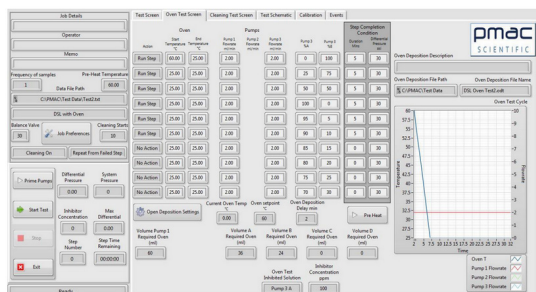 Job Details
Operator
Memo
Frequency of samples Pre-Heat Temperature
1 60.00
Data File Path
C:\PMAC\Test Data\Test2.txt
DSL with Oven
Balance Valve Cleaning Starts
30 Job Preferences 10
Cleaning On Repeat From Failed Step
Prime Pumps
Start Test
Stop
Exit
Differential Pressure System Pressure
0.00 0
Inhibitor Concentration Max Differential
0 0.00
Step Number Step Time Remaining
0 00:00:00
Ready
Test Screen Oven Test Screen Cleaning Test Screen Test Schematic Calibration Events
Oven Pumps Step Completion Condition
Action Start Temperature °C End Temperature °C Pump 1 Flowrate ml/min Pump 2 Flowrate ml/min Pump 3 Flowrate ml/min Pump 2 %A Pump 2 %B Duration Mins Differential Pressure
Run Step 60.00 25.00 2.00 2.00 0 100 5 30
Run Step 25.00 25.00 2.00 2.00 25 75 5 30
Run Step 25.00 25.00 2.00 2.00 50 50 5 30
Run Step 25.00 25.00 2.00 2.00 100 0 5 30
Run Step 25.00 25.00 2.00 2.00 95 5 5 30
Run Step 25.00 25.00 2.00 2.00 90 10 5 30
No Action 25.00 25.00 2.00 2.00 85 15 5 30
No Action 25.00 25.00 2.00 2.00 80 20 5 30
No Action 25.00 25.00 2.00 2.00 75 25 5 30
No Action 25.00 25.00 2.00 2.00 70 30 5 30
Open Deposition Settings
Current Oven Temp Oven setpoint °C Oven Deposition Delay min
0.00 60 2
Pre Heat
Volume Pump 1 Required Oven (ml) Volume A Required Oven (ml) Volume B Required Oven (ml) Volume C Required Oven (ml) Volume D Required Oven (ml)
60 36 24 0 0
Oven Test Inhibited Solution Inhibitor Concentration ppm
Pump 3 A 100
pmac
SCIENTIFIC
Oven Deposition Description
Oven Deposition File Path Oven Deposition File Name
C:\PMAC\Test Data DSL Oven Test2.odt
Oven Test Cycle
Temperature
Flowrate
Time
Oven T
Pump 1 Flowrate
Pump 2 Flowrate
Pump 3 Flowrate